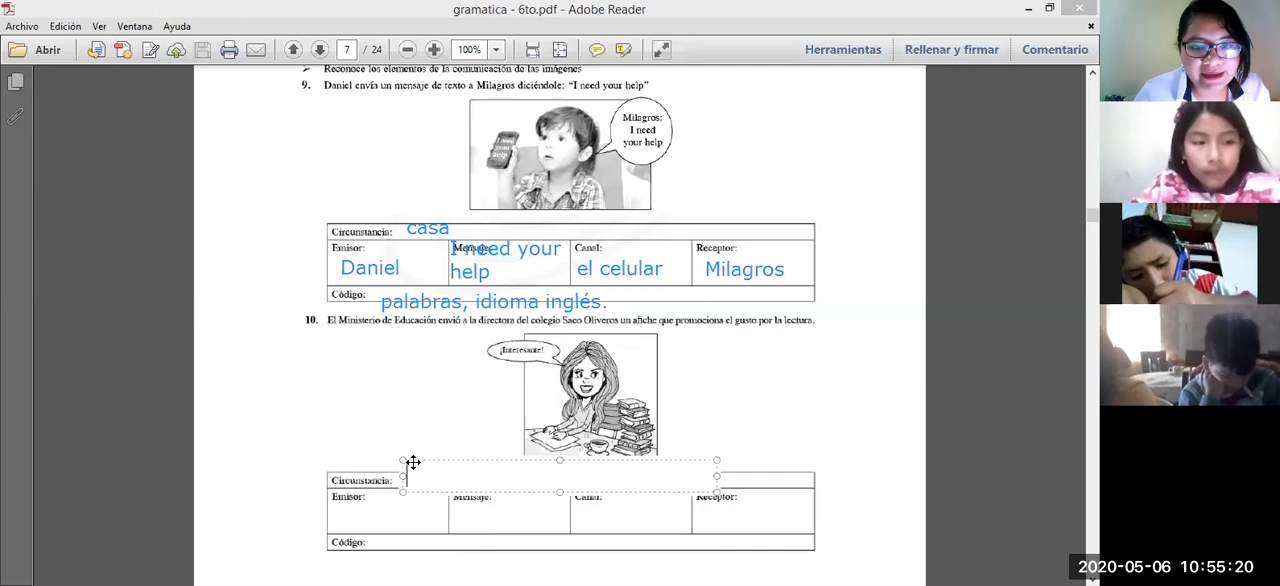 gramatica - 6to.pdf - Adobe Reader
Archivo Edición Ver Ventana Ayuda
Abrir 7 / 24 100% Herramientas Rellenar y firmar Comentario
Reconoce los elementos de la comunicación de las imágenes
9. Daniel envía un mensaje de texto a Milagros diciéndole: "I need your help"
Milagros:
I need
your help
I need
your
help
Circunstancia: casa
Emisor: Mensaje: Canal: Receptor:
Daniel
I need your
help
el celular
Milagros
Código: palabras, idioma inglés.
10. El Ministerio de Educación envió a la directora del colegio Saco Oliveros un afiche que promociona el gusto por la lectura.
¡Interesante!
Circunstancia:
Emisor: Mensaje: Canal: Receptor:
Código:
2020-05-06 10:55:20